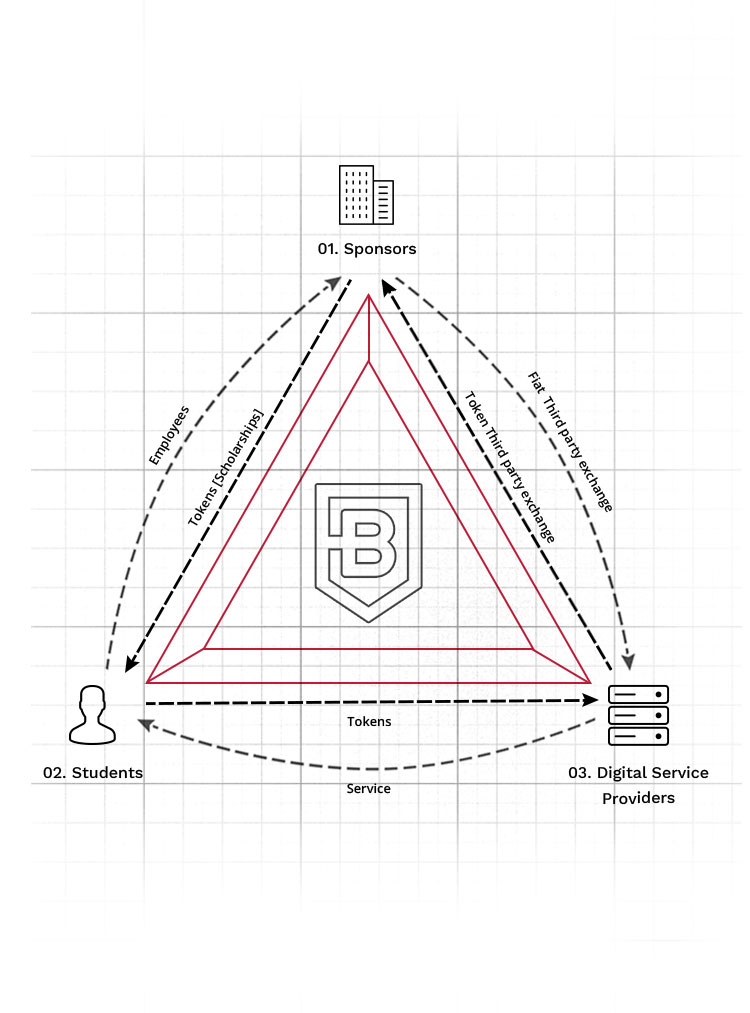 01. Sponsors
Employees
Tokens [Scholarships]
Token Third party exchange
Fiat Third party exchange
B
Tokens
02. Students
03. Digital Service
Providers
Service